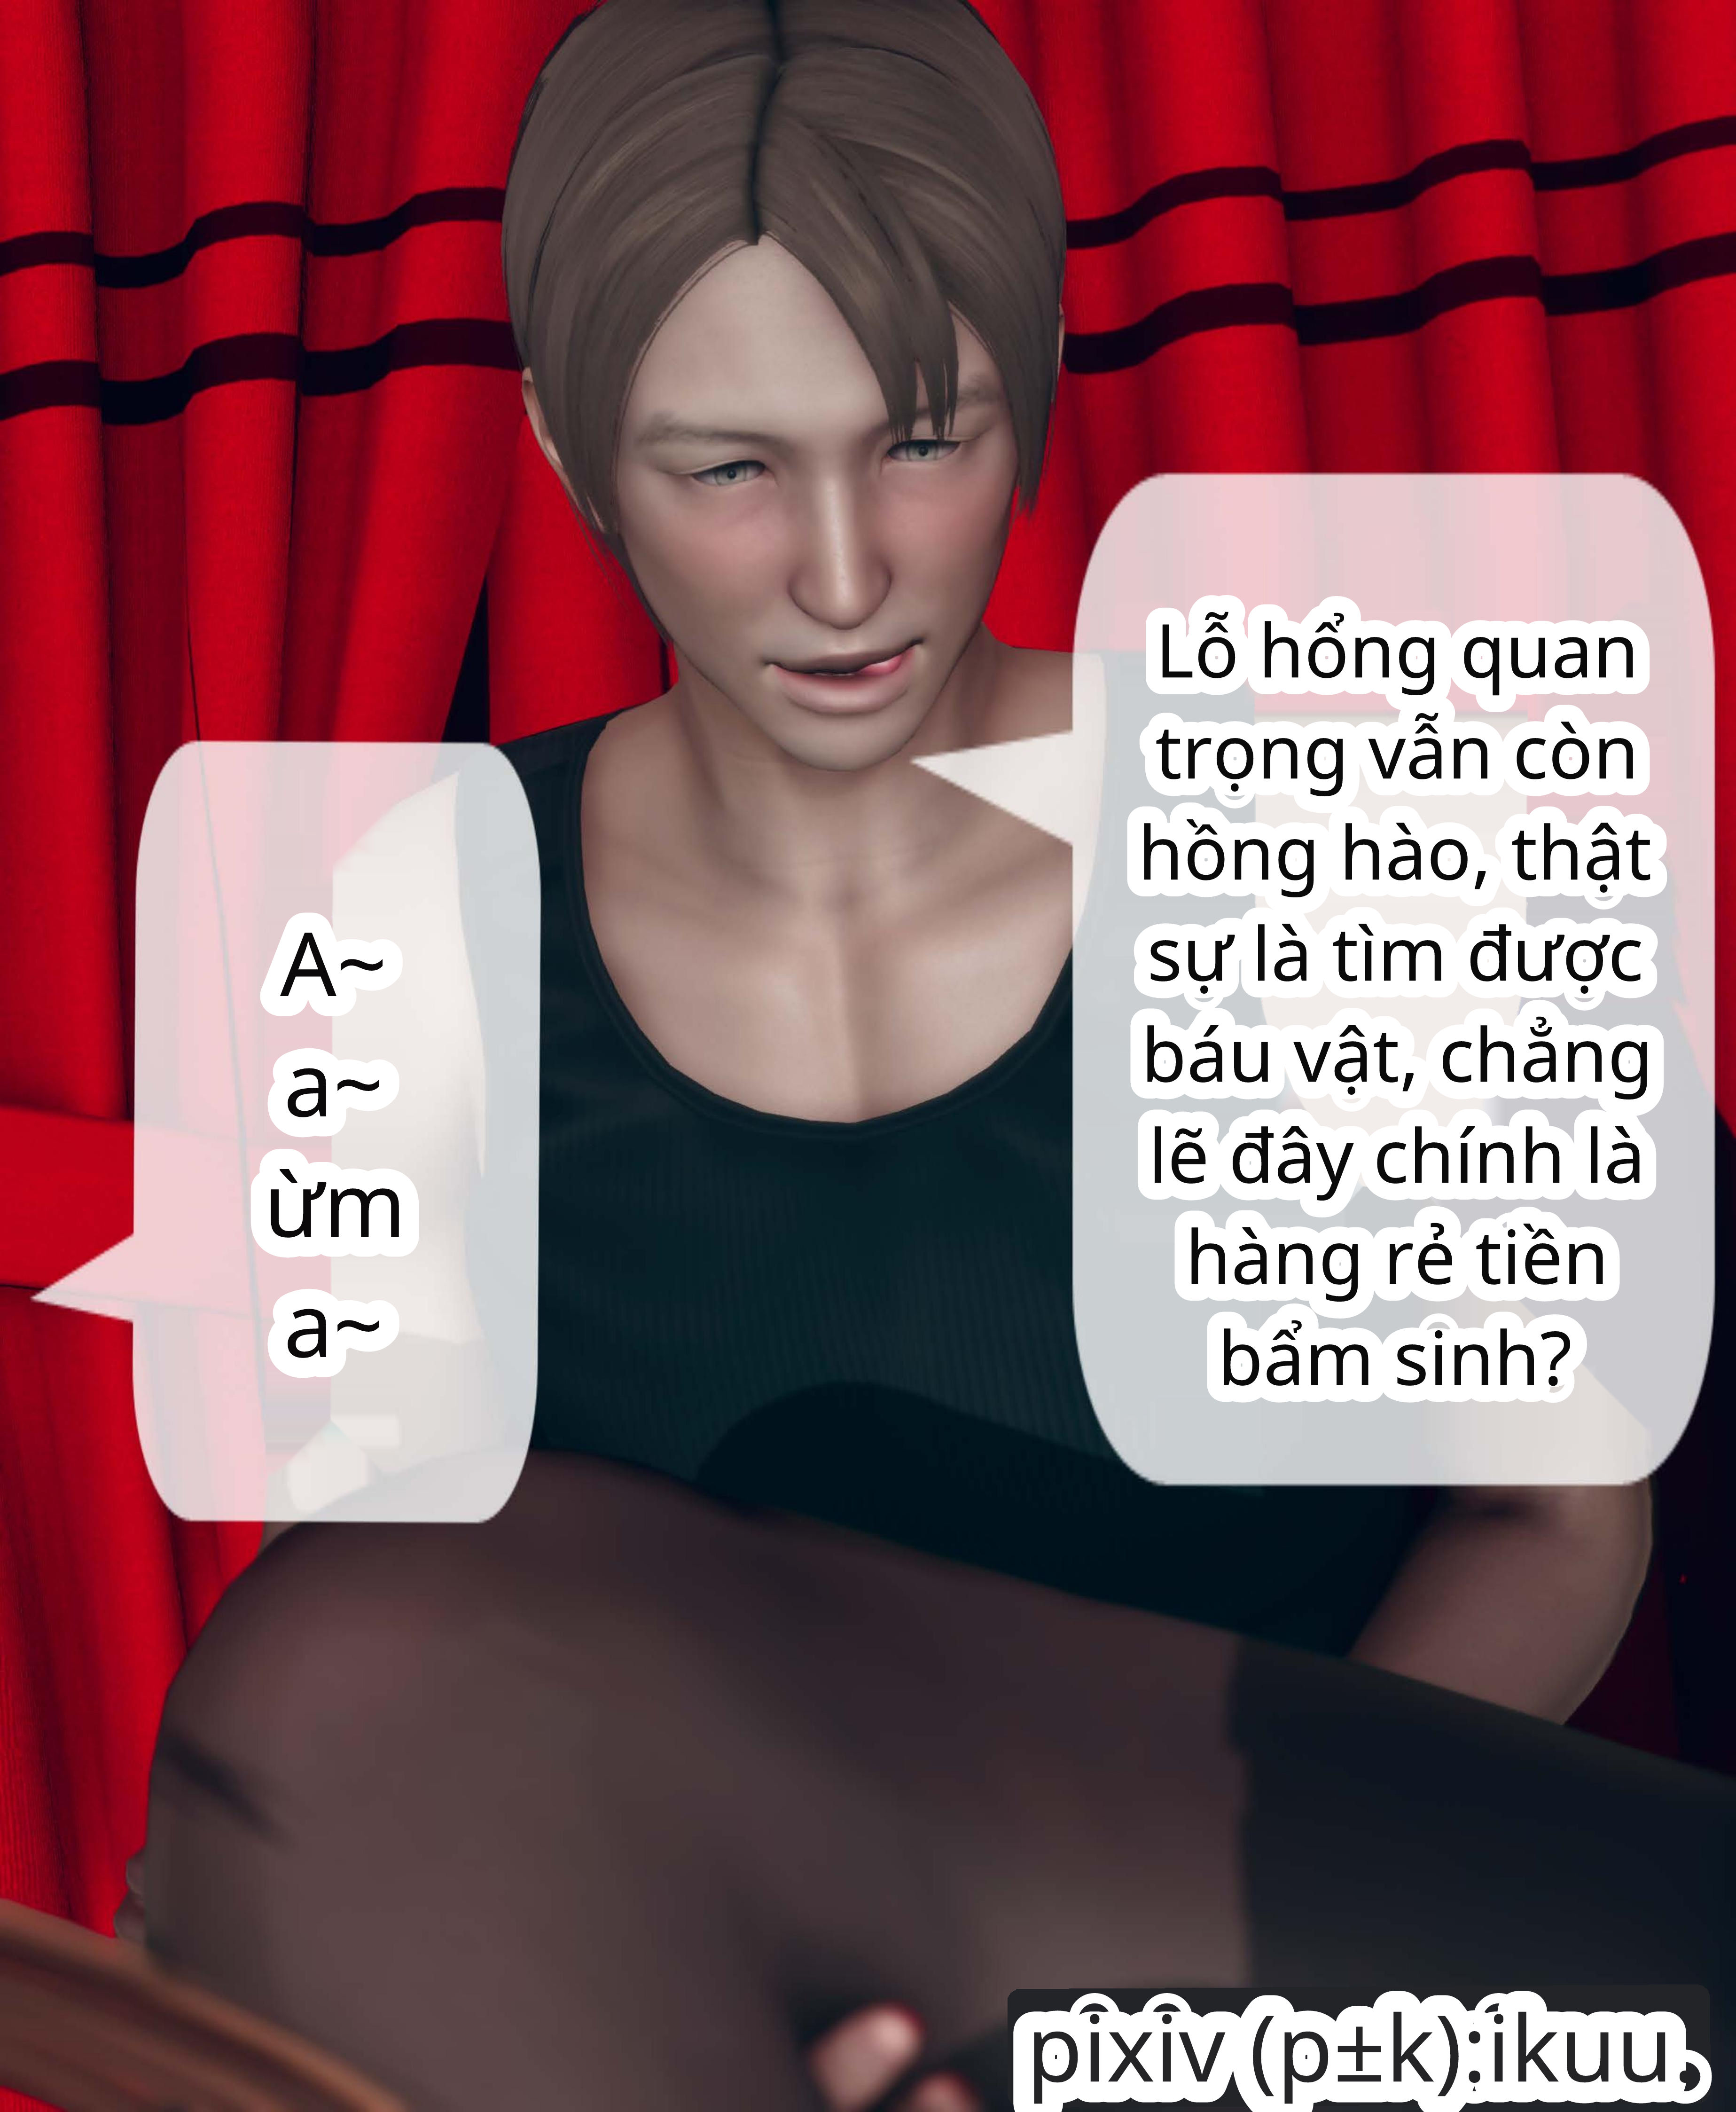 Lỗ hổng quan
trọng vẫn còn
hồng hào, thật
sự là tìm được
báu vật, chẳng
lẽ đây chính là
hàng rẻ tiền
bẩm sinh?
A~
a~
ừm
a~
pixiv (p±k):ikuu,